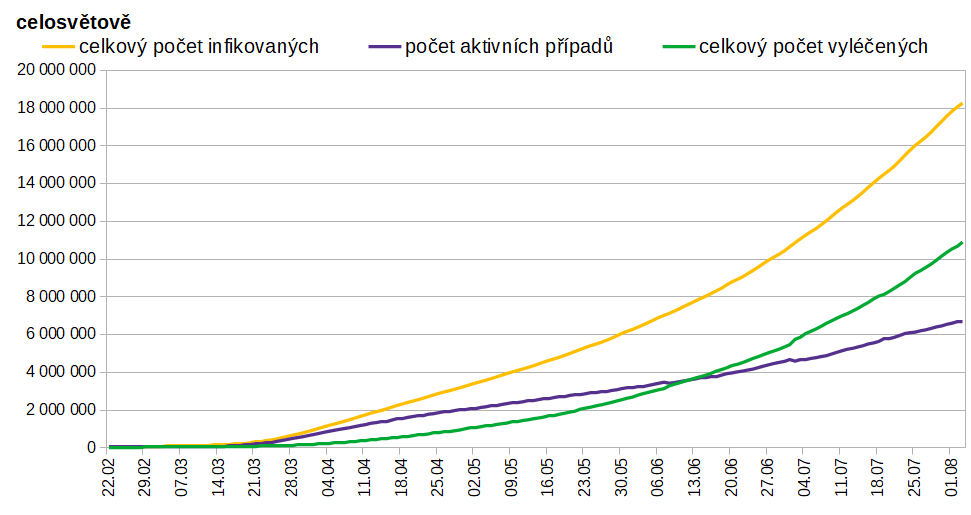 celosvětově
celkový počet infikovaných počet aktivních případů celkový počet vyléčených
20 000 000
18 000 000
16 000 000
14 000 000
12 000 000
10 000 000
8 000 000
6 000 000
4 000 000
2 000 000
0
22.02 29.02 07.03 14.03 21.03 28.03 04.04 11.04 18.04 25.04 02.05 09.05 16.05 23.05 30.05 06.06 13.06 20.06 27.06 04.07 11.07 18.07 25.07 01.08